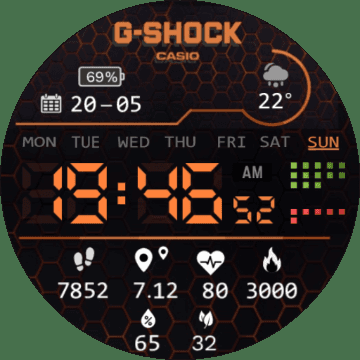 G-SHOCK
CASIO
69%
20-05
22°
MON TUE WED THU FRI SAT SUN
19:46 AM 52
7852 7.12 80 3000
65 32